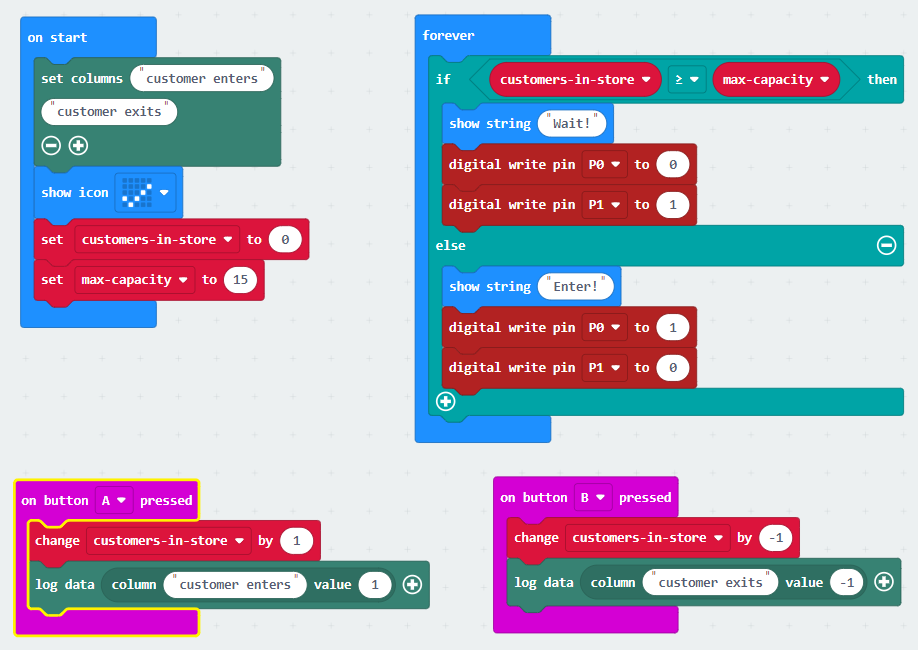 on start
set columns "customer enters"
"customer exits"
show icon
set customers-in-store to 0
set max-capacity to 15
forever
if customers-in-store ≥ max-capacity then
show string "Wait!"
digital write pin P0 to 0
digital write pin P1 to 1
else
show string "Enter!"
digital write pin P0 to 1
digital write pin P1 to 0
on button A pressed
change customers-in-store by 1
log data column "customer enters" value 1
on button B pressed
change customers-in-store by -1
log data column "customer exits" value -1